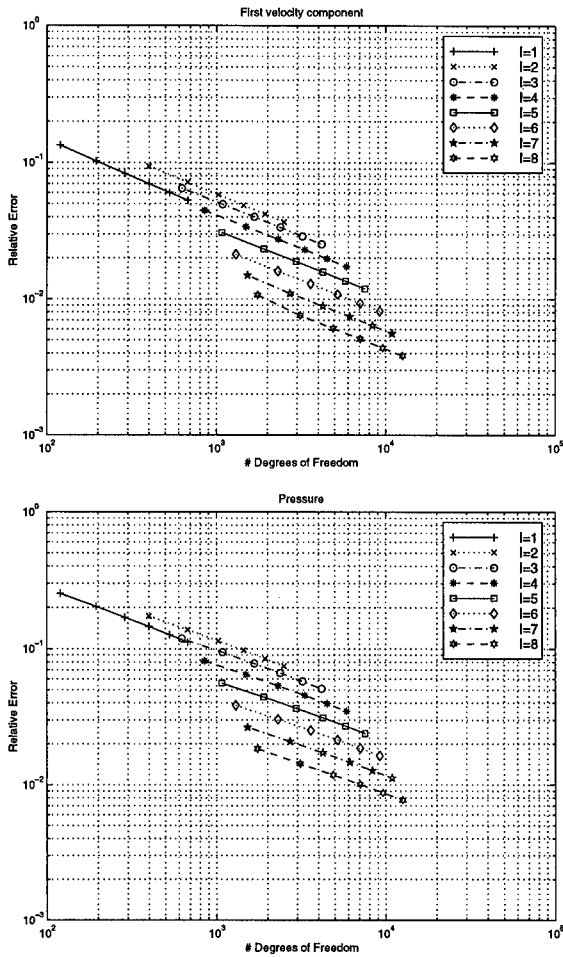 First velocity component
10^0
10^-1
10^-2
10^-3
Relative Error
10^2
10^3
10^4
10^5
# Degrees of Freedom
l=1
l=2
l=3
l=4
l=5
l=6
l=7
l=8
Pressure
10^0
10^-1
10^-2
10^-3
Relative Error
10^2
10^3
10^4
10^5
# Degrees of Freedom
l=1
l=2
l=3
l=4
l=5
l=6
l=7
l=8